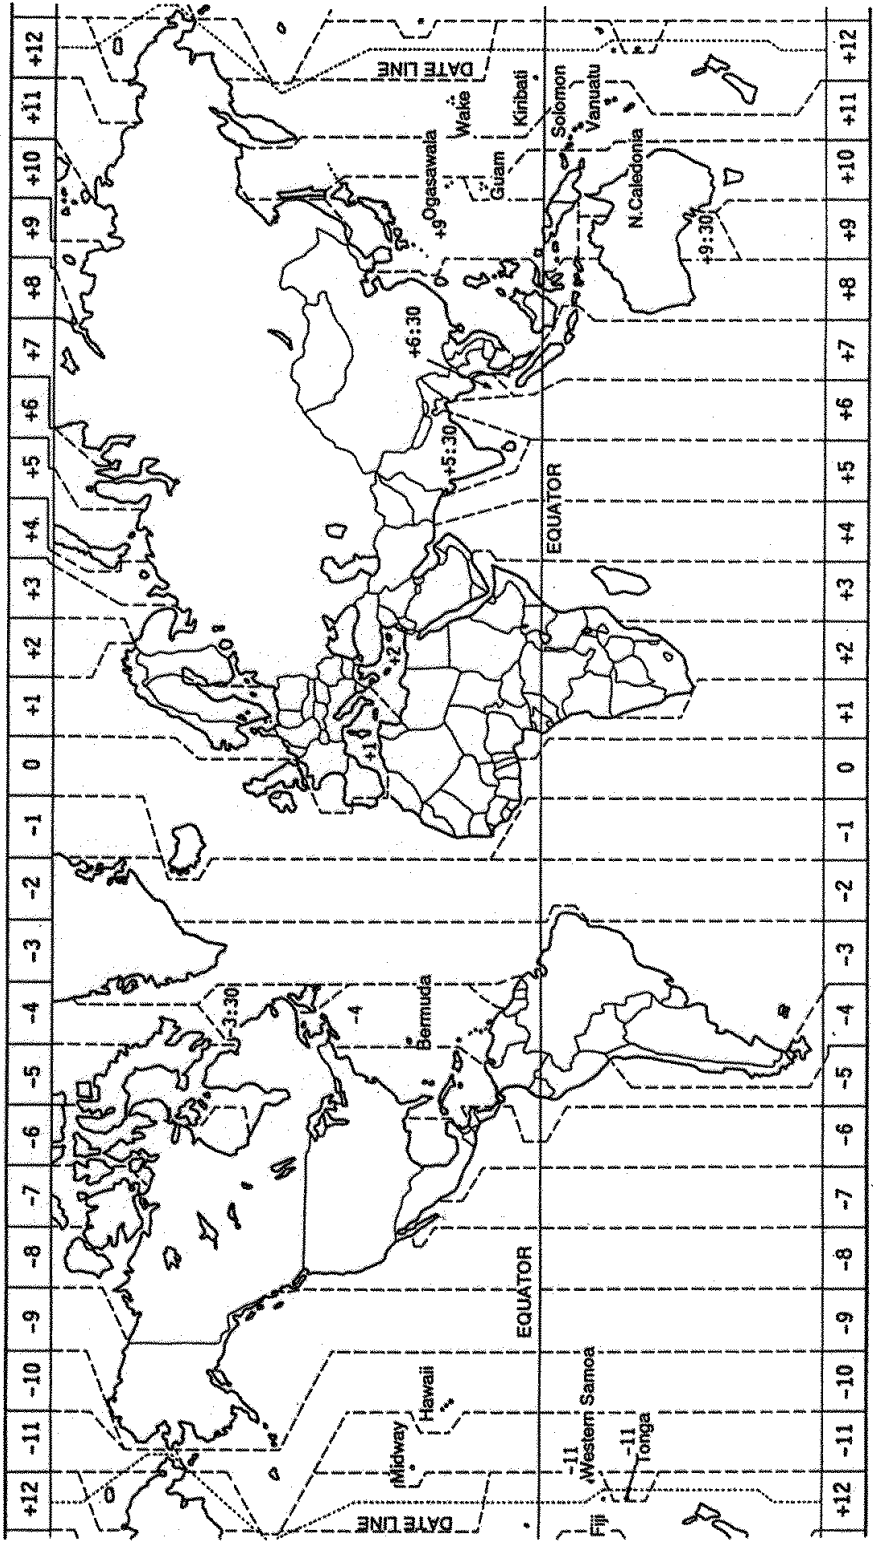 +12 -11 -10 -9 -8 -7 -6 -5 -4 -3 -2 -1 0 +1 +2 +3 +4 +5 +6 +7 +8 +9 +10 +11 +12
-3:30
-4
DATE LINE
Midway
Hawaii
Bermuda
+1
+2
+5:30
+6:30
+9
Ogasawala
Guam
Wake
DATE LINE
Kiribati
EQUATOR
EQUATOR
Solomon
Vanuatu
-11
Western Samoa
Fiji
-11
Tonga
N.Caledonia
+9:30
+12 -11 -10 -9 -8 -7 -6 -5 -4 -3 -2 -1 0 +1 +2 +3 +4 +5 +6 +7 +8 +9 +10 +11 +12